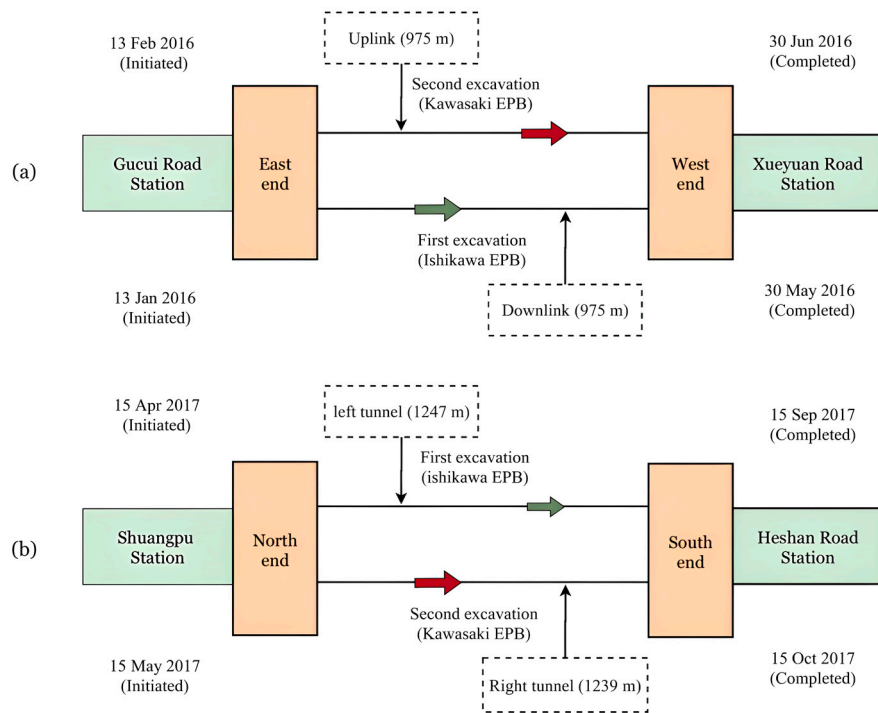 (a)
13 Feb 2016
(Initiated)
Uplink (975 m)
30 Jun 2016
(Completed)
Second excavation
(Kawasaki EPB)
Gucui Road
Station
East
end
West
end
Xueyuan Road
Station
First excavation
(Ishikawa EPB)
13 Jan 2016
(Initiated)
Downlink (975 m)
30 May 2016
(Completed)
(b)
15 Apr 2017
(Initiated)
left tunnel (1247 m)
15 Sep 2017
(Completed)
First excavation
(ishikawa EPB)
Shuangpu
Station
North
end
South
end
Heshan Road
Station
Second excavation
(Kawasaki EPB)
15 May 2017
(Initiated)
Right tunnel (1239 m)
15 Oct 2017
(Completed)